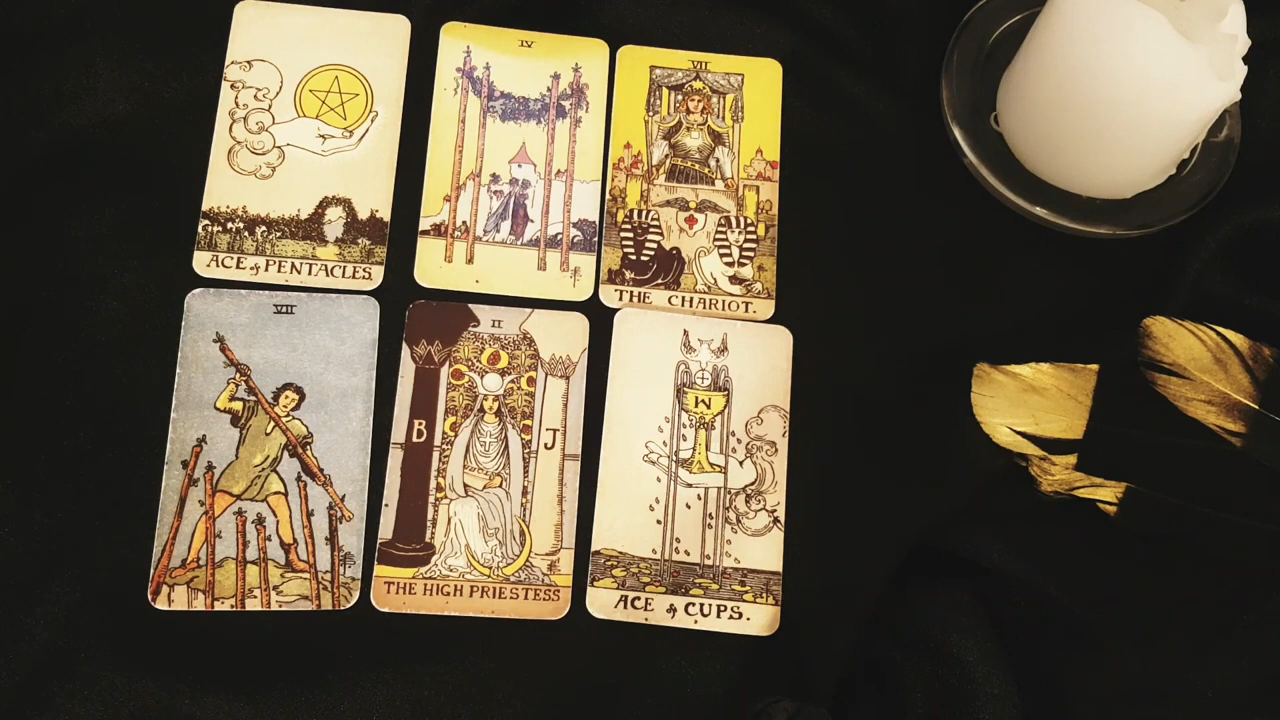 ACE of PENTACLES.
IV
VII
THE CHARIOT.
VII
II
B J
THE HIGH PRIESTESS
W
ACE of CUPS.